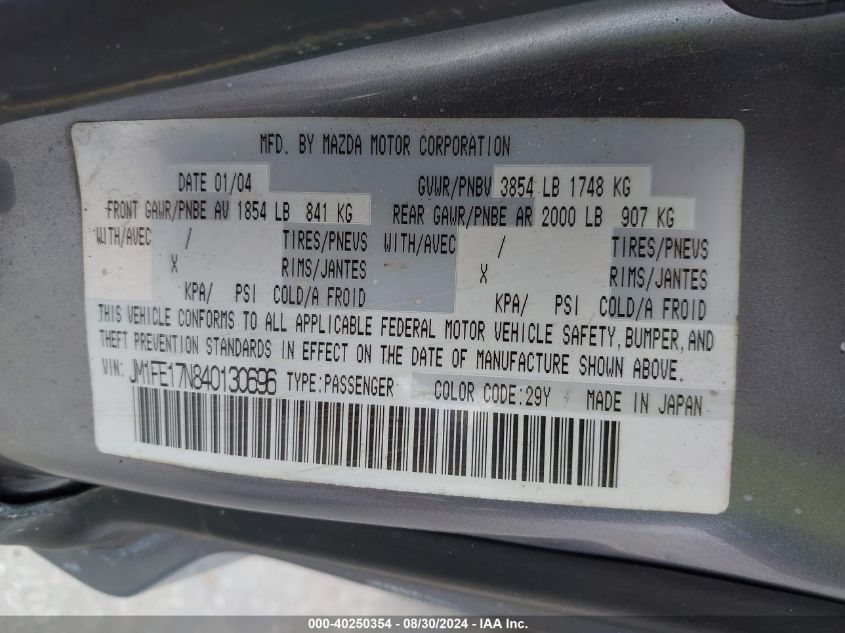 MFD. BY MAZDA MOTOR CORPORATION
DATE 01/04 GVWR/PNBV 3854 LB 1748 KG
FRONT GAWR/PNBE AV 1854 LB 841 KG REAR GAWR/PNBE AR 2000 LB 907 KG
WITH/AVEC / TIRES/PNEUS WITH/AVEC / TIRES/PNEUS
X RIMS/JANTES X RIMS/JANTES
KPA/ PSI COLD/A FROID KPA/ PSI COLD/A FROID
THIS VEHICLE CONFORMS TO ALL APPLICABLE FEDERAL MOTOR VEHICLE SAFETY, BUMPER, AND
THEFT PREVENTION STANDARDS IN EFFECT ON THE DATE OF MANUFACTURE SHOWN ABOVE.
VIN: JM1FE17N840130696 TYPE:PASSENGER COLOR CODE:29Y MADE IN JAPAN
000-40250354 - 08/30/2024 - IAAI.COM